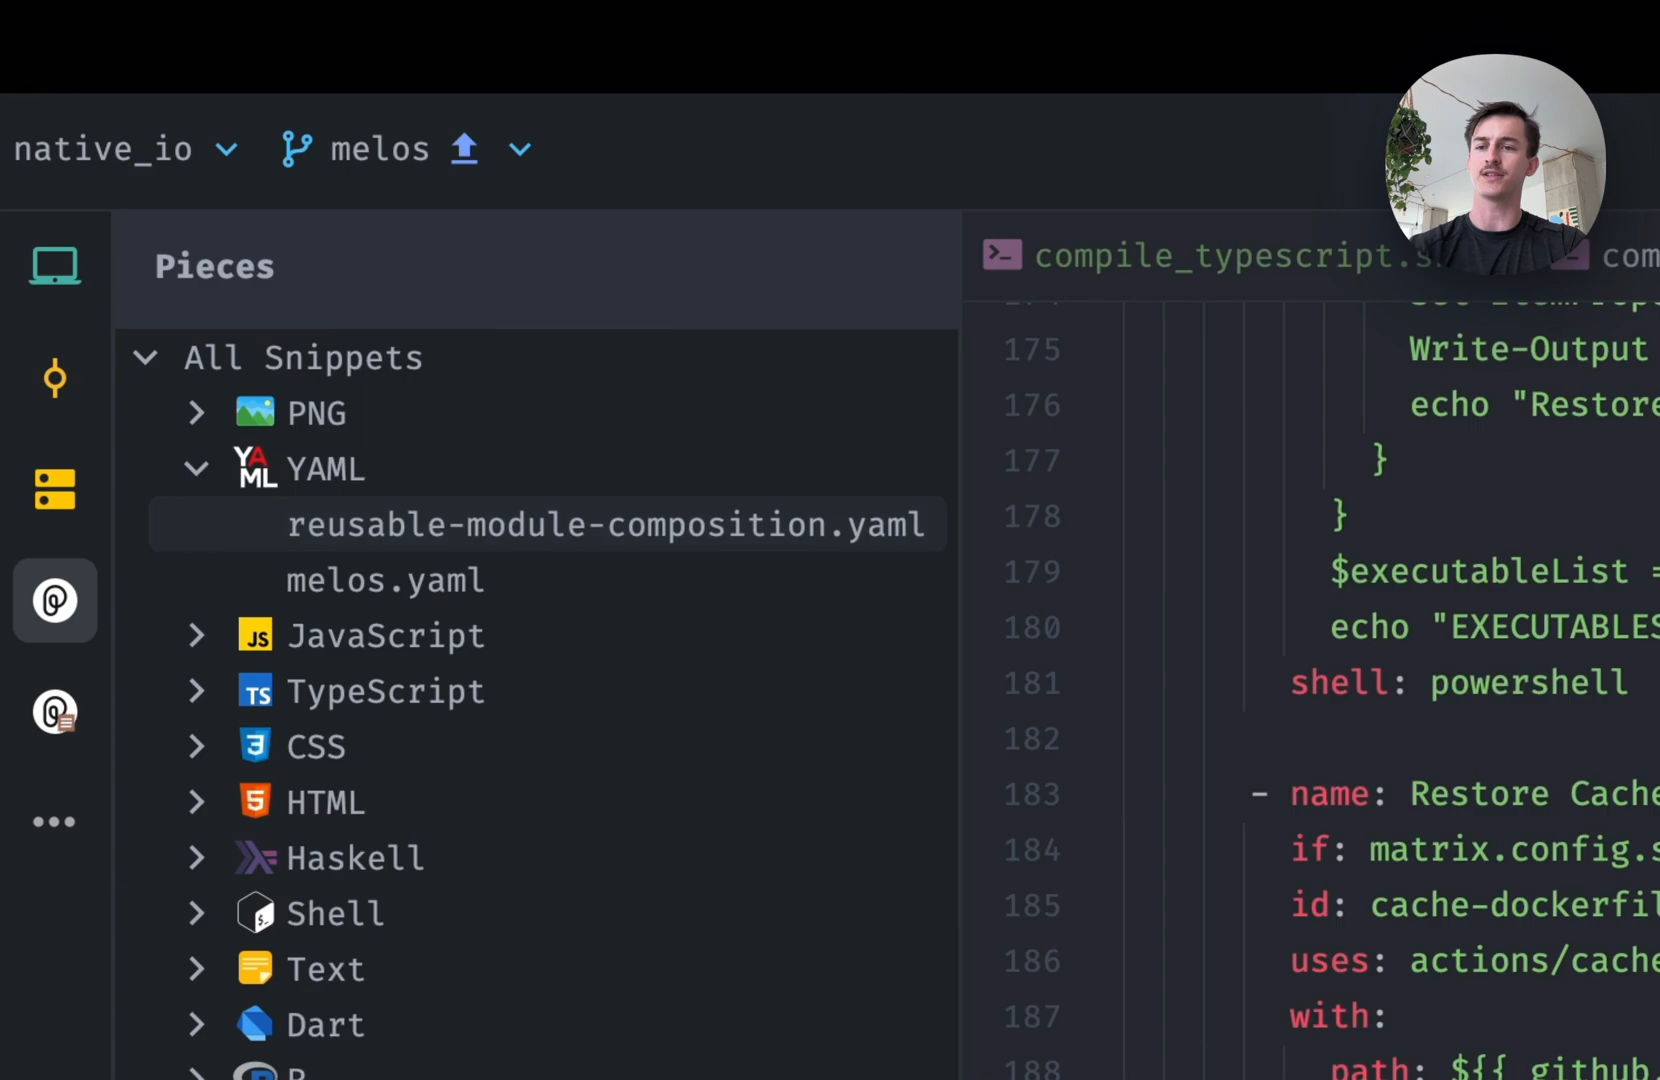 native_io
melos
Pieces
All Snippets
PNG
YAML
YAML
reusable-module-composition.yaml
melos.yaml
JS JavaScript
TS TypeScript
CSS
HTML
Haskell
Shell
Text
Dart
R
compile_typescript.s
com
175 Write-Output
176 echo "Restore
177 }
178 }
179 $executableList =
180 echo "EXECUTABLES
181 shell: powershell
182
183 - name: Restore Cache
184 if: matrix.config.s
185 id: cache-dockerfil
186 uses: actions/cache
187 with:
188 path: ${{ github.